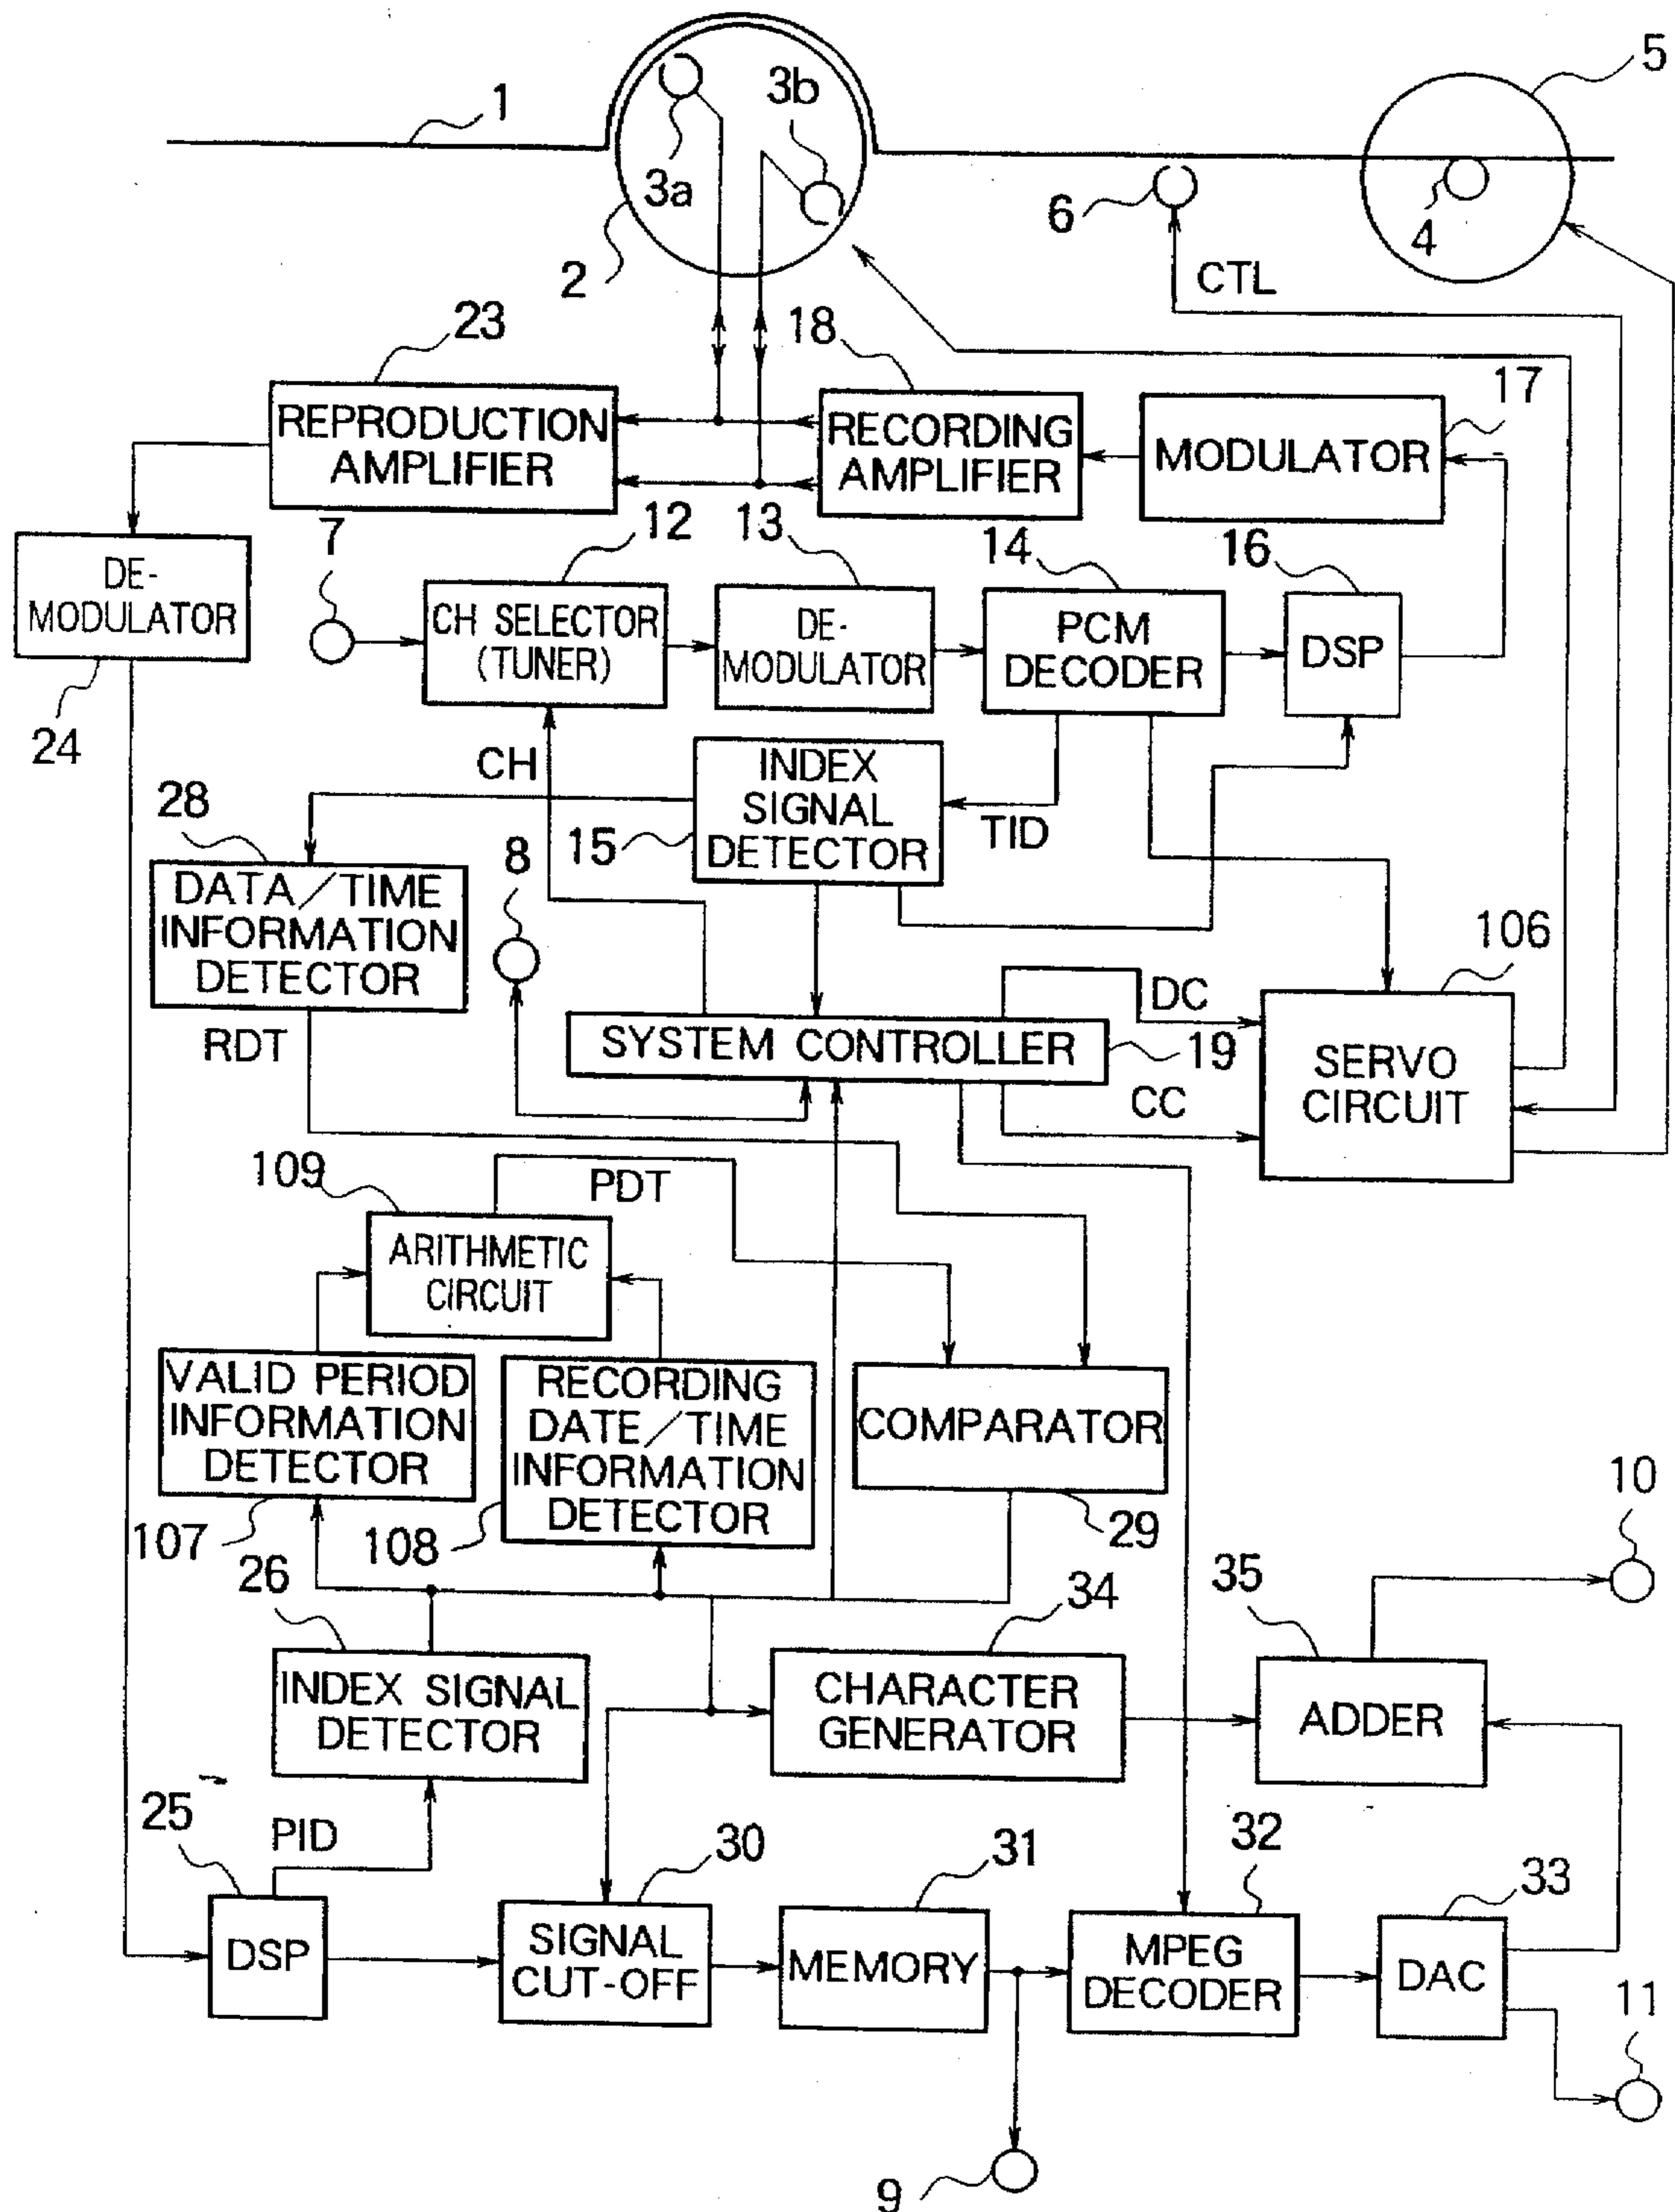 5
1
3b
3a
6
4
2
CTL
23
18
17
REPRODUCTION
AMPLIFIER
RECORDING
AMPLIFIER
MODULATOR
7
12
13
14
16
DE-
MODULATOR
CH SELECTOR
(TUNER)
DE-
MODULATOR
PCM
DECODER
DSP
24
CH
INDEX
SIGNAL
DETECTOR
TID
28
15
8
DATA/TIME
INFORMATION
DETECTOR
106
RDT
DC
SYSTEM CONTROLLER
19
SERVO
CIRCUIT
CC
109
PDT
ARITHMETIC
CIRCUIT
VALID PERIOD
INFORMATION
DETECTOR
RECORDING
DATE/TIME
INFORMATION
DETECTOR
COMPARATOR
10
107
108
29
26
34
35
INDEX SIGNAL
DETECTOR
CHARACTER
GENERATOR
ADDER
25
PID
30
31
32
33
DSP
SIGNAL
CUT-OFF
MEMORY
MPEG
DECODER
DAC
11
9